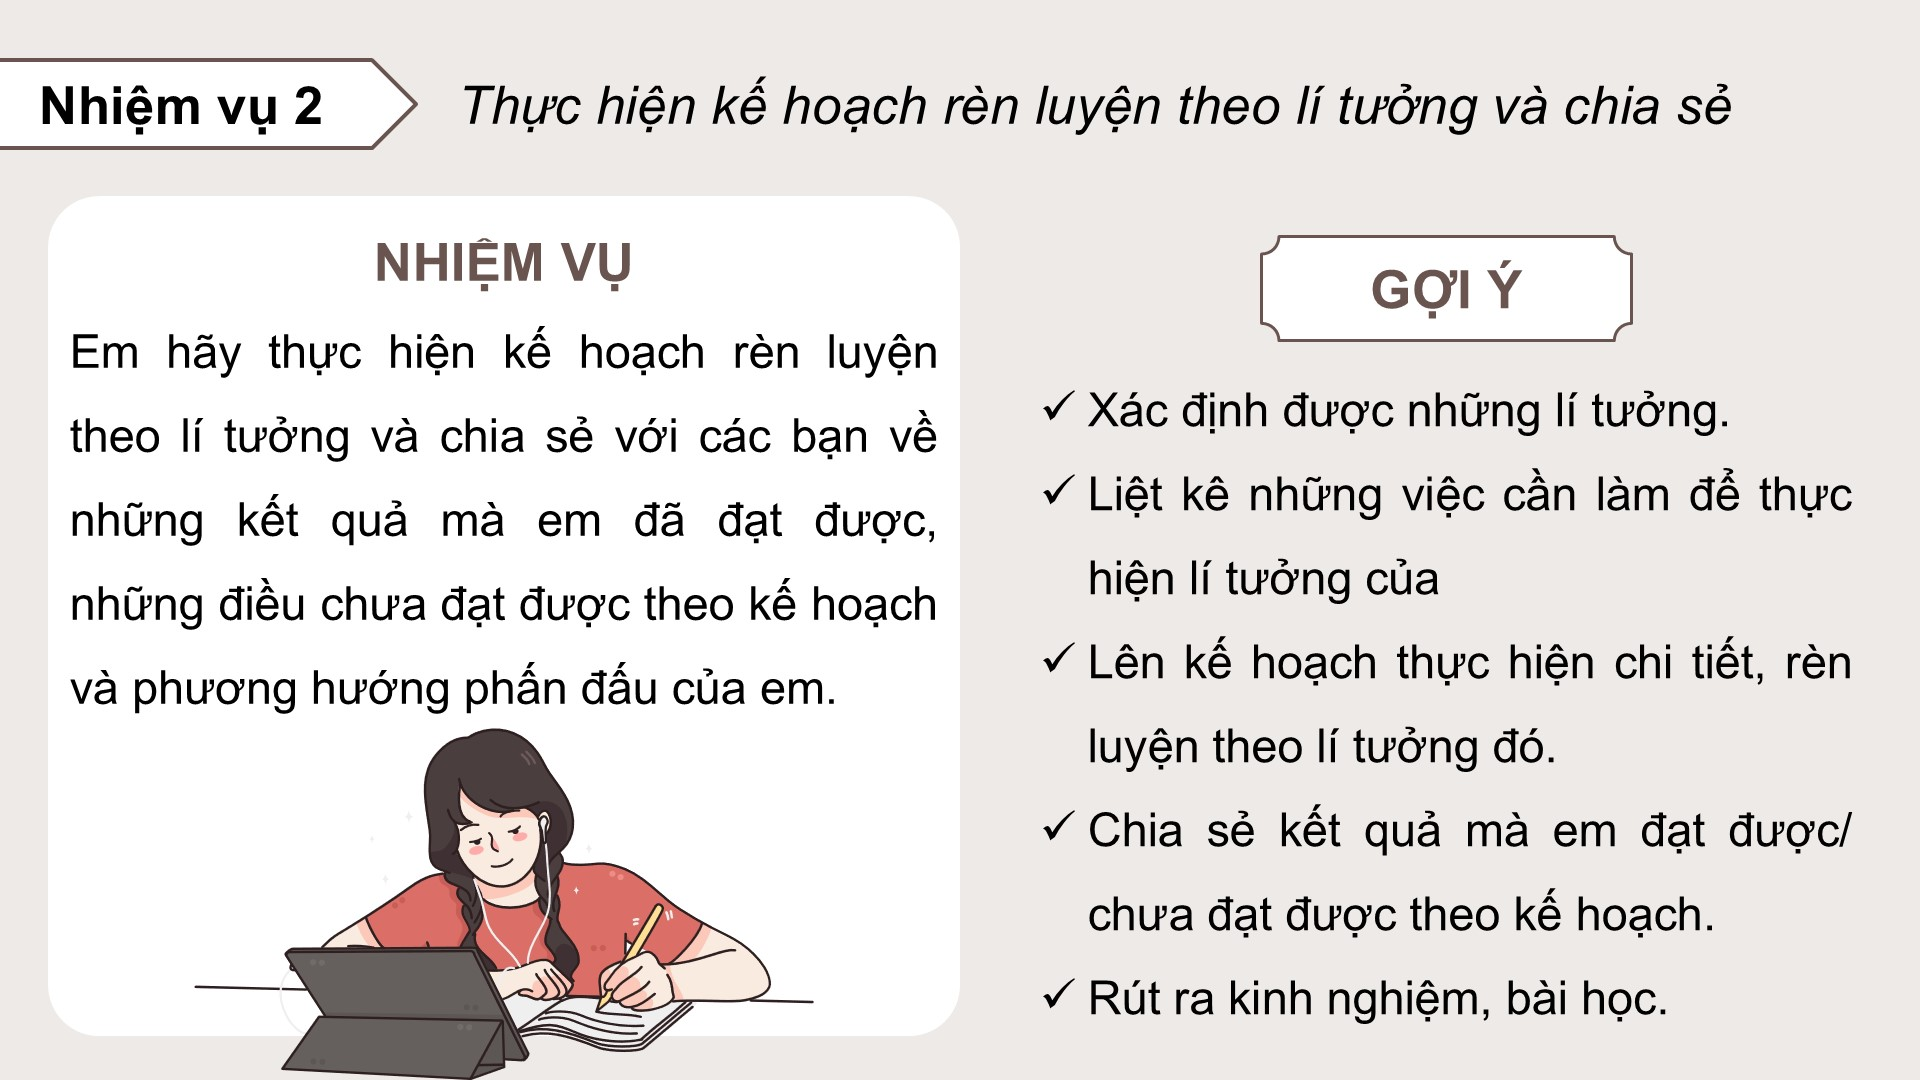 Nhiệm vụ 2
Thực hiện kế hoạch rèn luyện theo lí tưởng và chia sẻ
NHIỆM VỤ
Em hãy thực hiện kế hoạch rèn luyện
theo lí tưởng và chia sẻ với các bạn về
những kết quả mà em đã đạt được,
những điều chưa đạt được theo kế hoạch
và phương hướng phấn đấu của em.
GỢI Ý
✓ Xác định được những lí tưởng.
✓ Liệt kê những việc cần làm để thực
hiện lí tưởng của
✓ Lên kế hoạch thực hiện chi tiết, rèn
luyện theo lí tưởng đó.
✓ Chia sẻ kết quả mà em đạt được/
chưa đạt được theo kế hoạch.
✓ Rút ra kinh nghiệm, bài học.